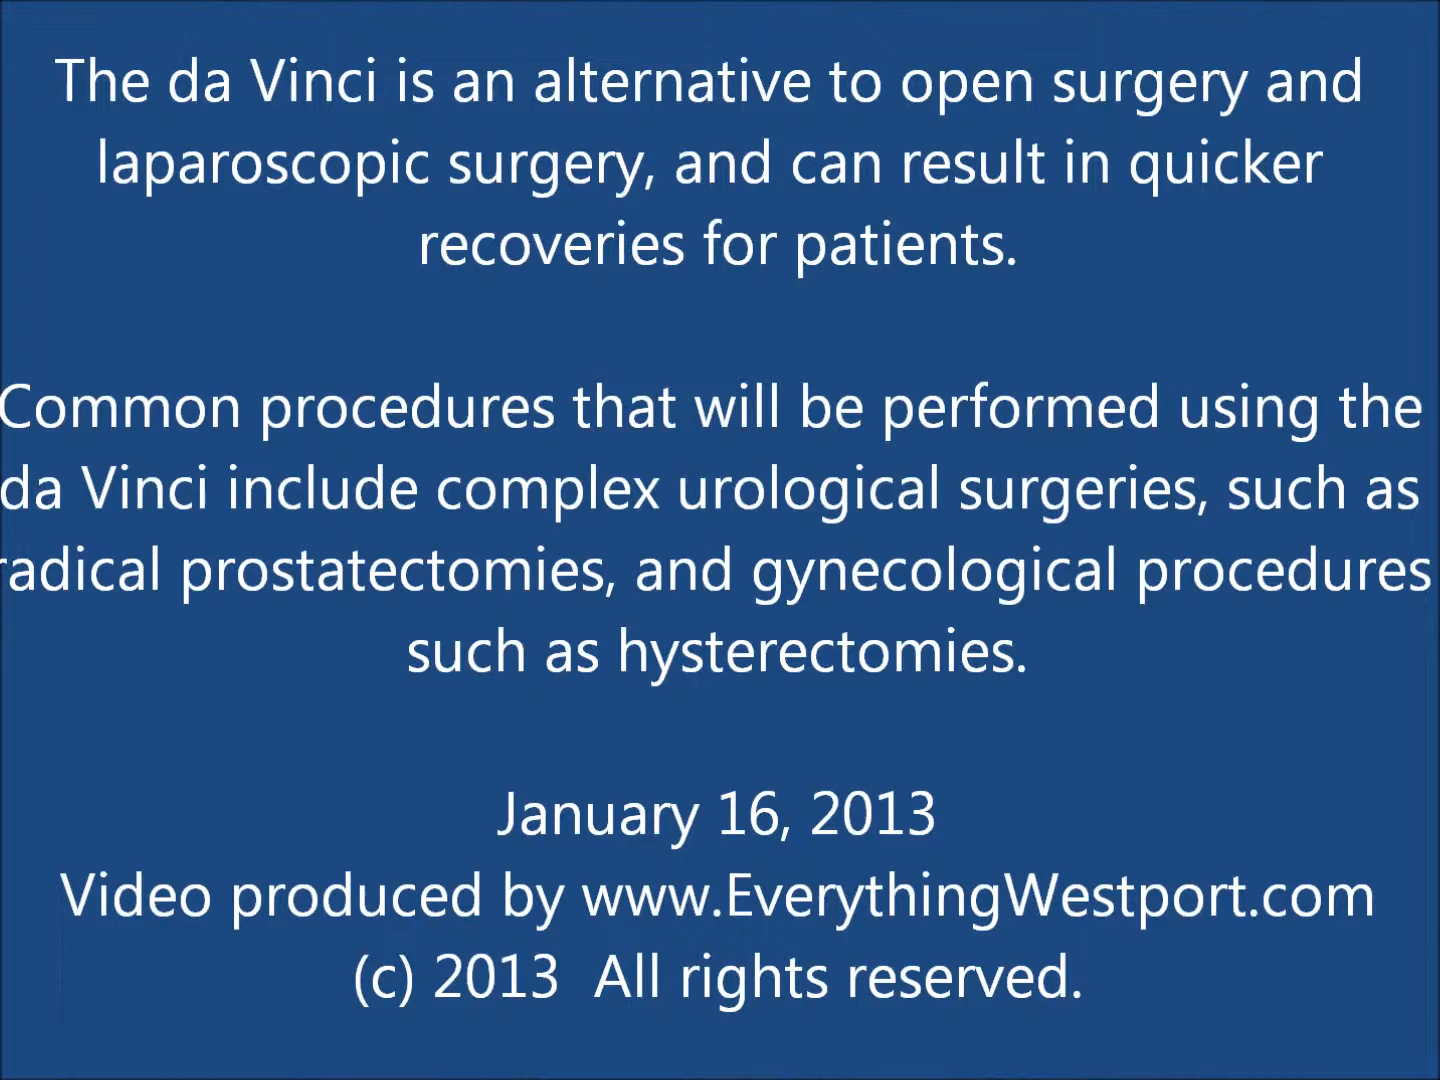 The da Vinci is an alternative to open surgery and
laparoscopic surgery, and can result in quicker
recoveries for patients.
Common procedures that will be performed using the
da Vinci include complex urological surgeries, such as
radical prostatectomies, and gynecological procedures
such as hysterectomies.
January 16, 2013
Video produced by www.EverythingWestport.com
(c) 2013  All rights reserved.